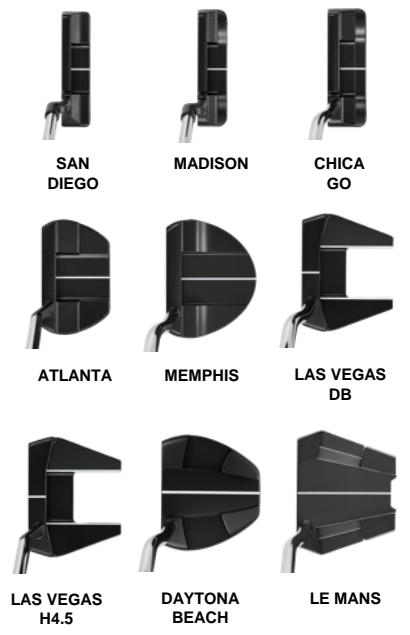 SAN
DIEGO
MADISON
CHICA
GO
ATLANTA
MEMPHIS
LAS VEGAS
DB
LAS VEGAS
H4.5
DAYTONA
BEACH
LE MANS